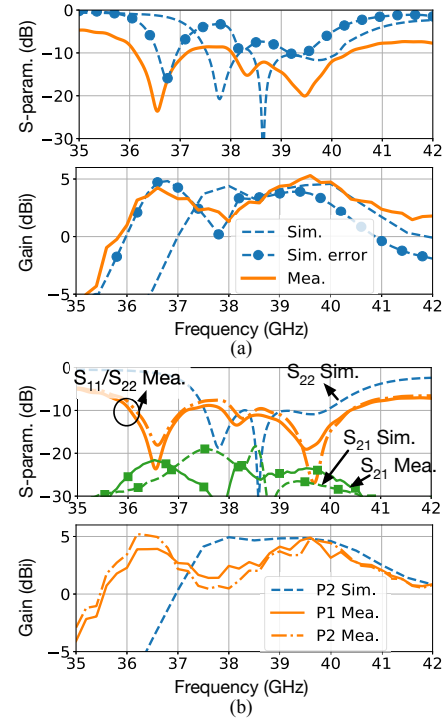 0
−10
−20
−30
S-param. (dB)
35 36 37 38 39 40 41 42
5
0
−5
Gain (dBi)
Sim.
Sim. error
Mea.
35 36 37 38 39 40 41 42
Frequency (GHz)
(a)
0
−10
−20
−30
S-param. (dB)
S11/S22 Mea.
S22 Sim.
S21 Sim.
S21 Mea.
35 36 37 38 39 40 41 42
5
0
−5
Gain (dBi)
P2 Sim.
P1 Mea.
P2 Mea.
35 36 37 38 39 40 41 42
Frequency (GHz)
(b)